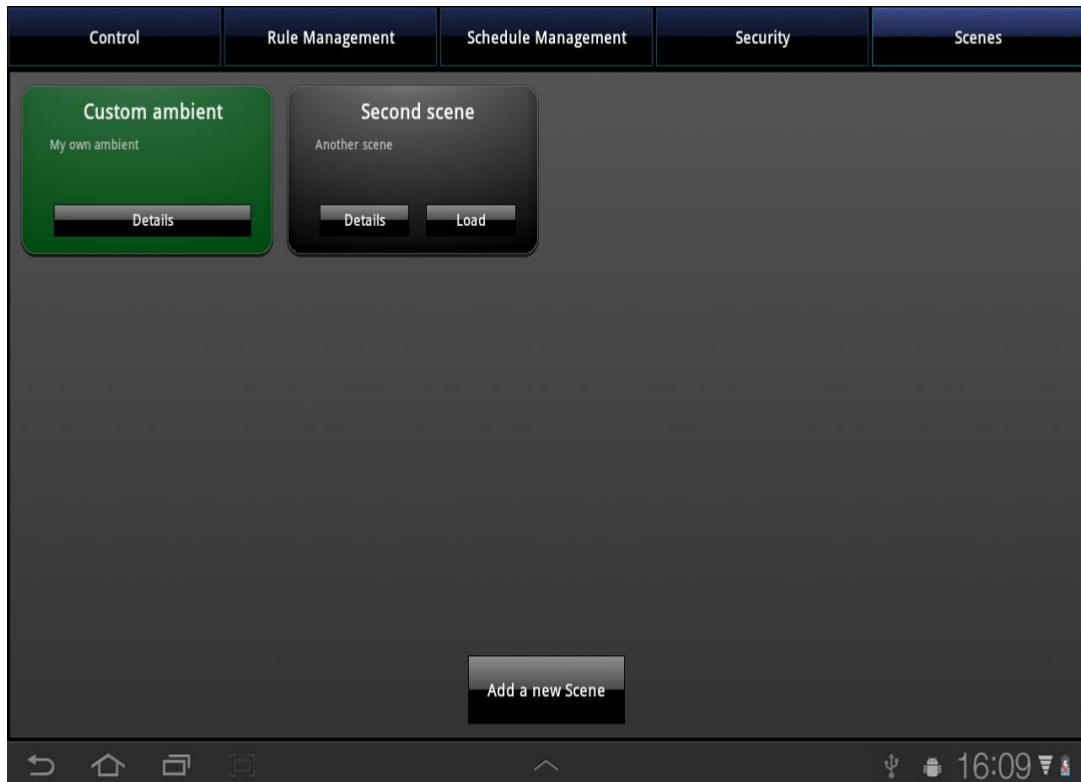 Control
Rule Management
Schedule Management
Security
Scenes
Custom ambient
My own ambient
Details
Second scene
Another scene
Details
Load
Add a new Scene
16:09